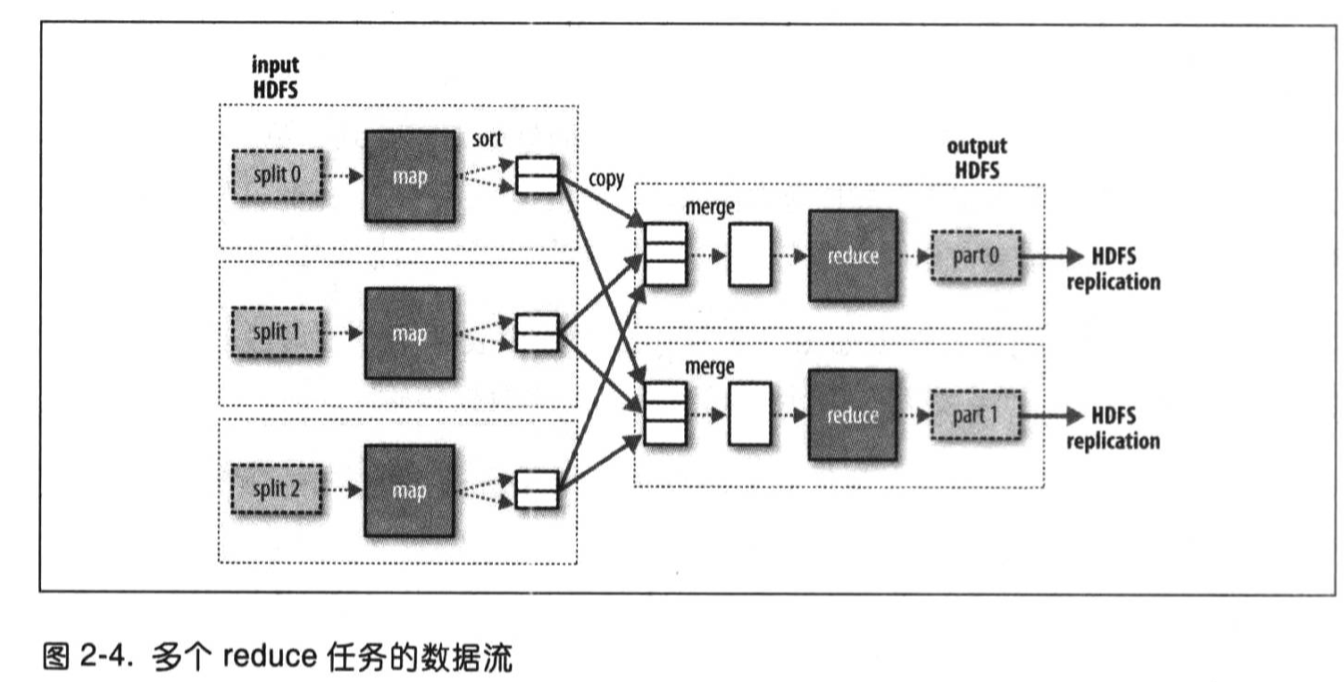 input
HDFS
split 0
map
sort
copy
split 1
map
split 2
map
output
HDFS
merge
reduce
part 0
HDFS
replication
merge
reduce
part 1
HDFS
replication
图 2-4. 多个 reduce 任务的数据流